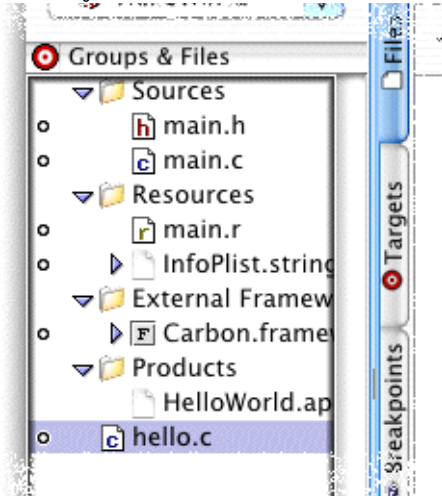 Groups & Files
Sources
main.h
main.c
Resources
main.r
InfoPlist.string
External Framew
Carbon.frame
Products
HelloWorld.ap
hello.c
Files
Targets
Breakpoints